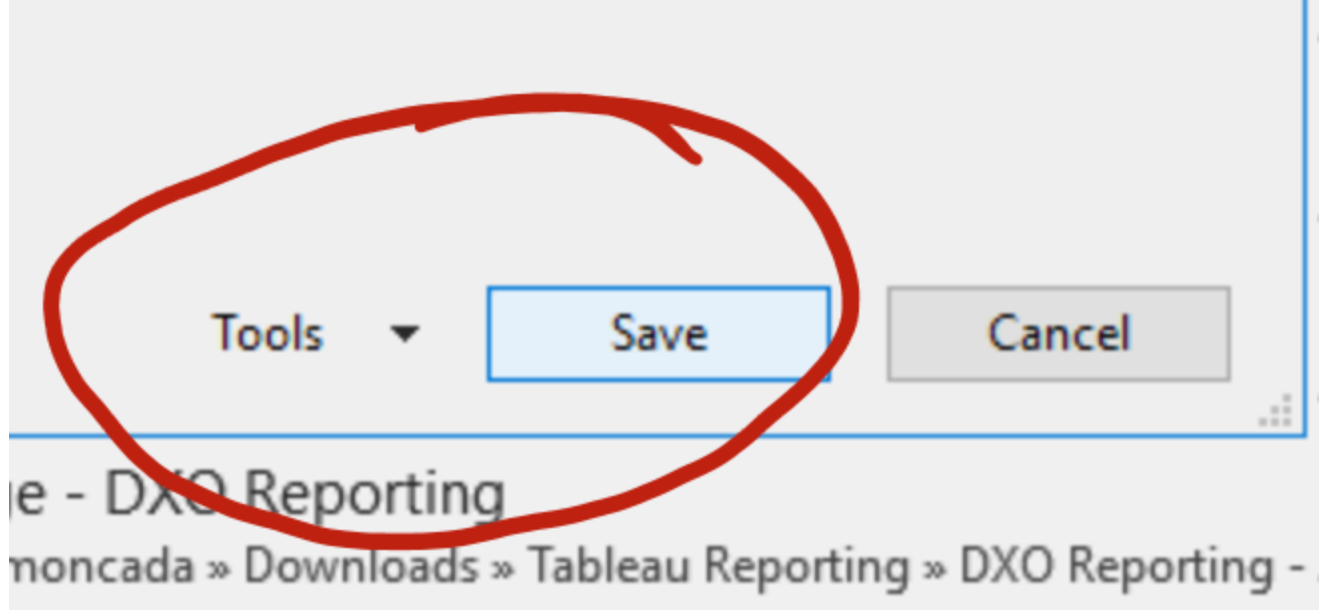 Tools Save Cancel
e - DXO Reporting
moncada » Downloads » Tableau Reporting » DXO Reporting -